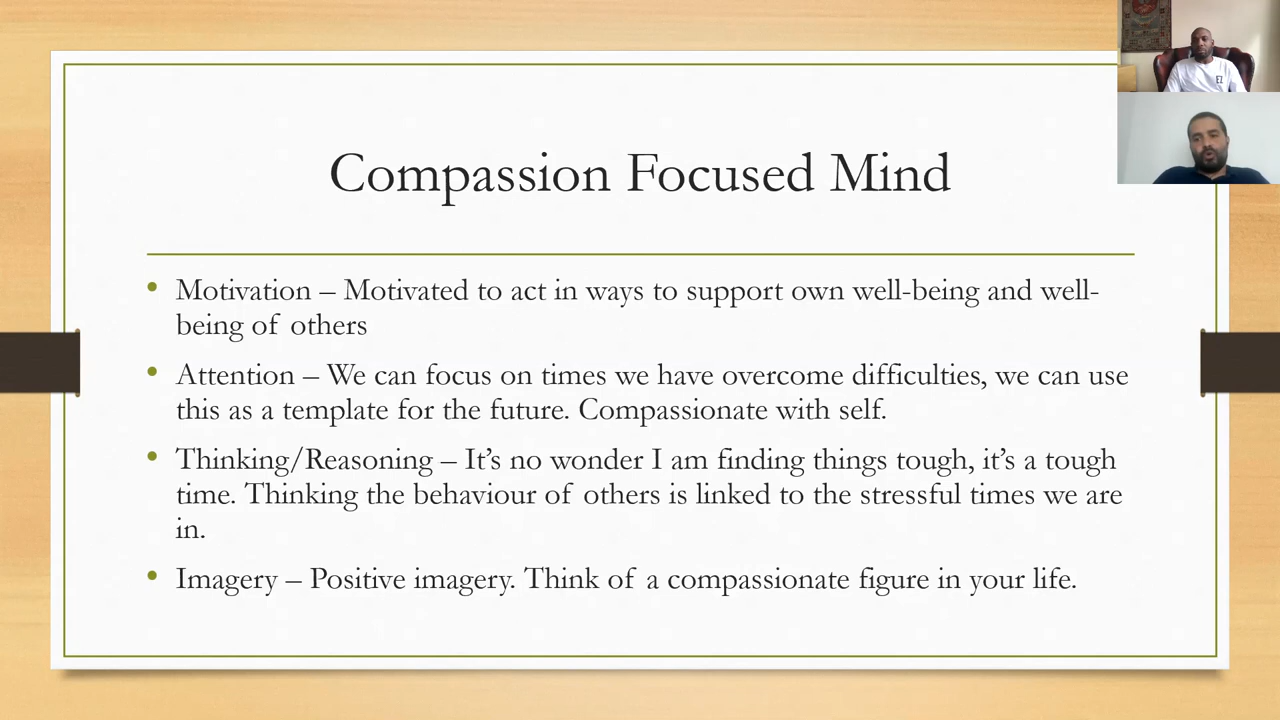 Compassion Focused Mind
• Motivation – Motivated to act in ways to support own well-being and well-
being of others
• Attention – We can focus on times we have overcome difficulties, we can use
this as a template for the future. Compassionate with self.
• Thinking/Reasoning – It’s no wonder I am finding things tough, it’s a tough
time. Thinking the behaviour of others is linked to the stressful times we are
in.
• Imagery – Positive imagery. Think of a compassionate figure in your life.